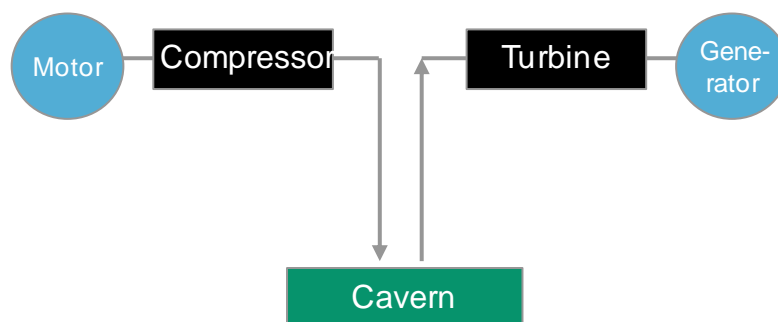 Motor
Compressor
Turbine
Gene-
rator
Cavern